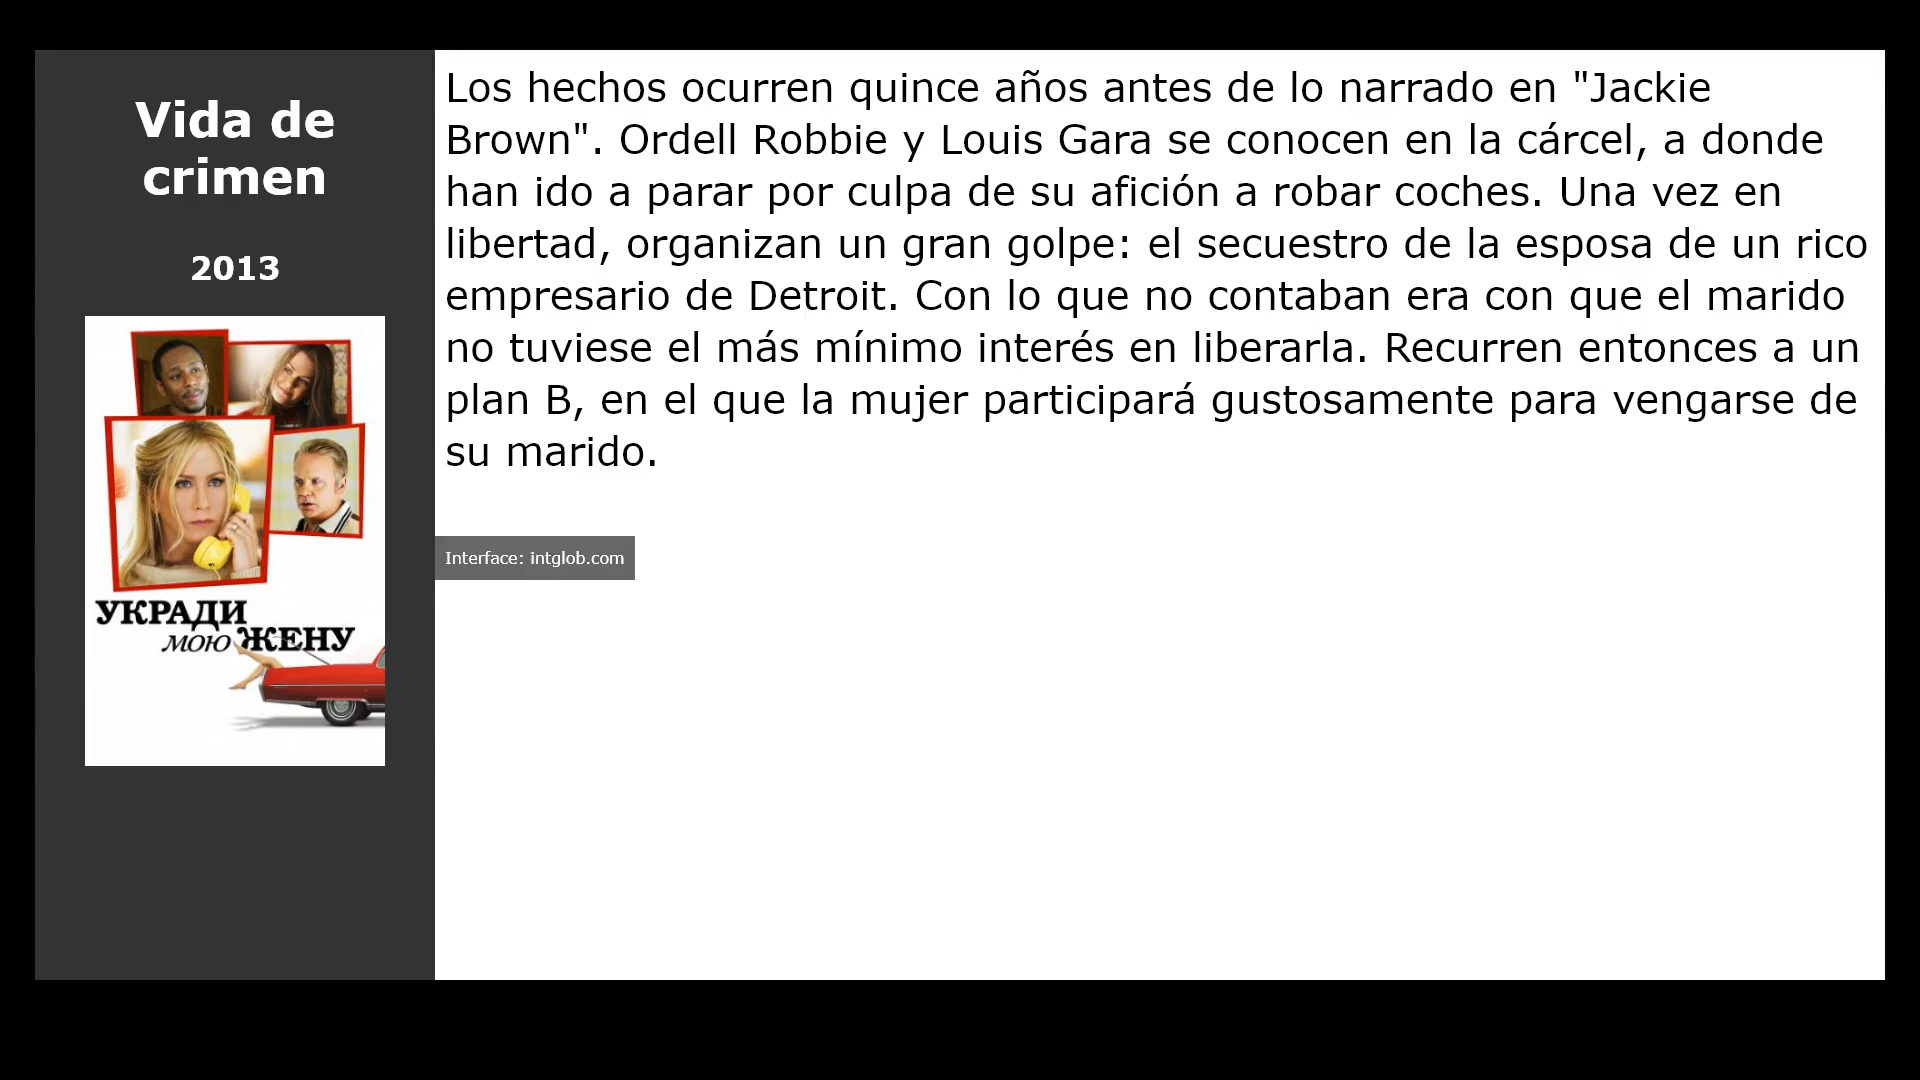 Vida de
crimen
2013
УКРАДИ
МОЮ ЖЕНУ
Los hechos ocurren quince años antes de lo narrado en "Jackie
Brown". Ordell Robbie y Louis Gara se conocen en la cárcel, a donde
han ido a parar por culpa de su afición a robar coches. Una vez en
libertad, organizan un gran golpe: el secuestro de la esposa de un rico
empresario de Detroit. Con lo que no contaban era con que el marido
no tuviese el más mínimo interés en liberarla. Recurren entonces a un
plan B, en el que la mujer participará gustosamente para vengarse de
su marido.
Interface: intglob.com